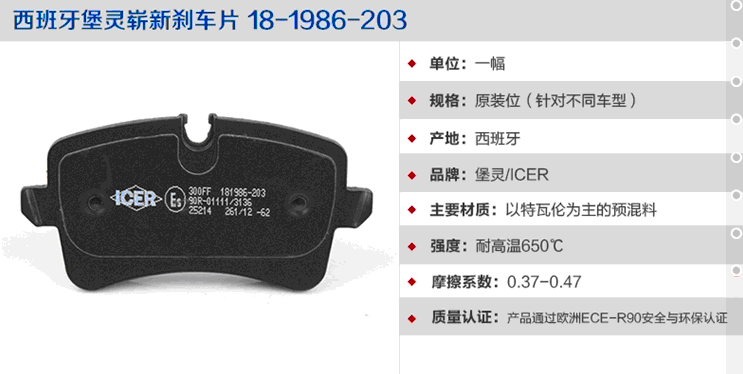 西班牙堡灵崭新刹车片 18-1986-203
ICER
Es
300FF 181986-203
90R-01111/3136
25214 261/12 -62
单位：一幅
规格：原装位（针对不同车型）
产地：西班牙
品牌：堡灵/ICER
主要材质：以特瓦伦为主的预混料
强度：耐高温650℃
摩擦系数：0.37-0.47
质量认证：产品通过欧洲ECE-R90安全与环保认证